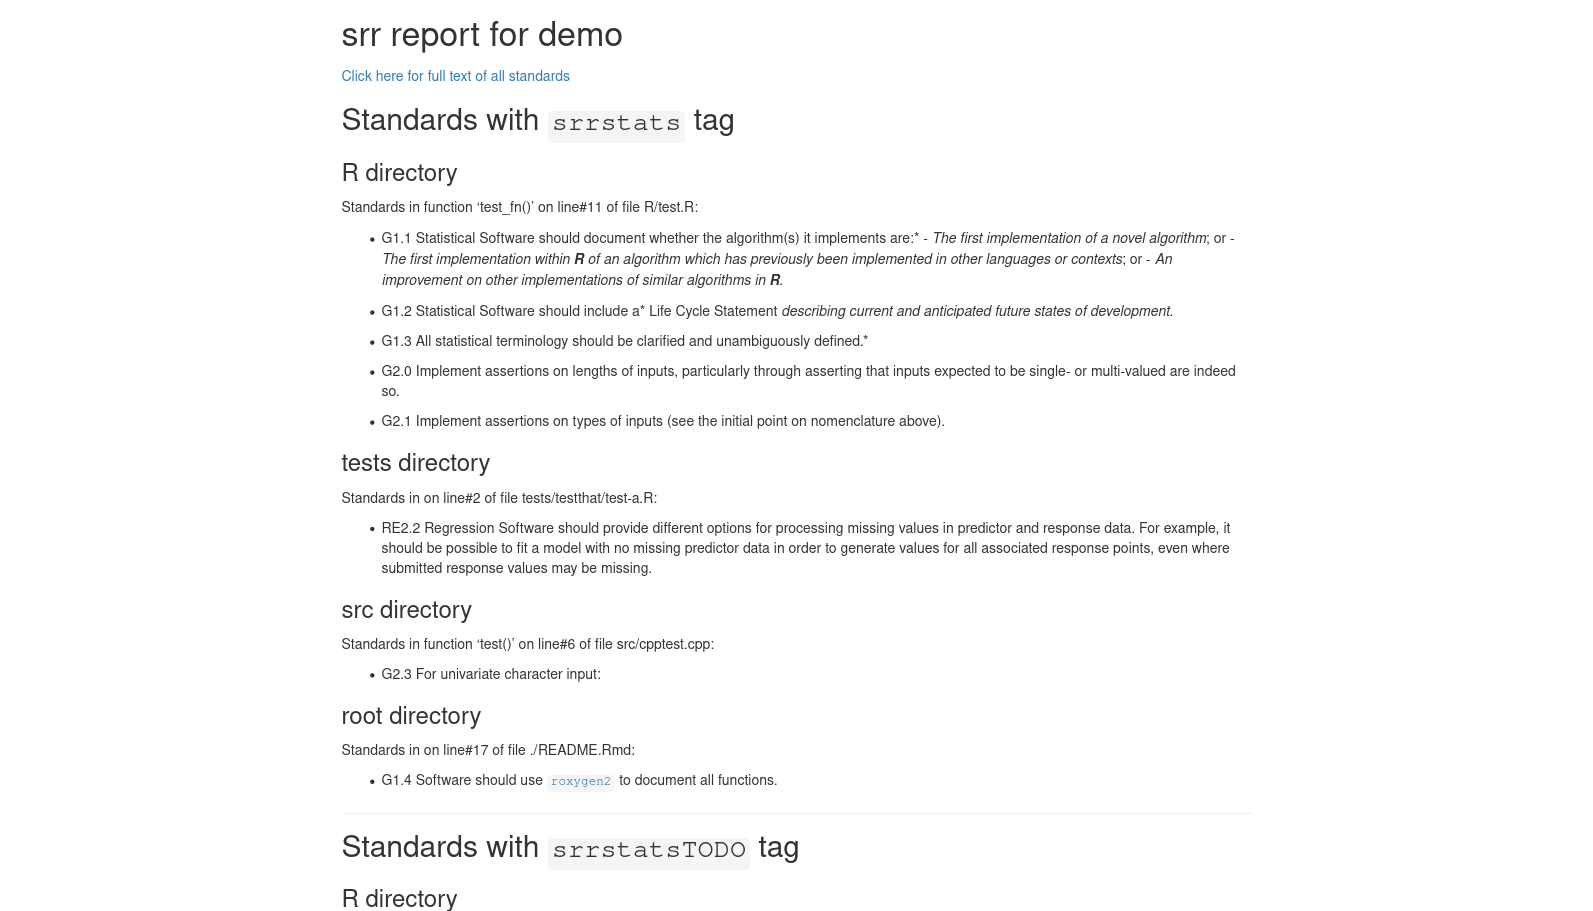 srr report for demo
Click here for full text of all standards
Standards with srrstats tag
R directory
Standards in function ‘test_fn()’ on line#11 of file R/test.R:
• G1.1 Statistical Software should document whether the algorithm(s) it implements are:* - The first implementation of a novel algorithm; or -
The first implementation within R of an algorithm which has previously been implemented in other languages or contexts; or - An
improvement on other implementations of similar algorithms in R.
• G1.2 Statistical Software should include a* Life Cycle Statement describing current and anticipated future states of development.
• G1.3 All statistical terminology should be clarified and unambiguously defined.*
• G2.0 Implement assertions on lengths of inputs, particularly through asserting that inputs expected to be single- or multi-valued are indeed
so.
• G2.1 Implement assertions on types of inputs (see the initial point on nomenclature above).
tests directory
Standards in on line#2 of file tests/testthat/test-a.R:
• RE2.2 Regression Software should provide different options for processing missing values in predictor and response data. For example, it
should be possible to fit a model with no missing predictor data in order to generate values for all associated response points, even where
submitted response values may be missing.
src directory
Standards in function ‘test()’ on line#6 of file src/cpptest.cpp:
• G2.3 For univariate character input:
root directory
Standards in on line#17 of file ./README.Rmd:
• G1.4 Software should use roxygen2 to document all functions.
Standards with srrstatsTODO tag
R directory